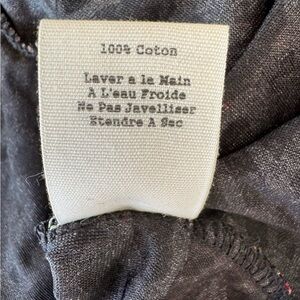 100% Coton
Laver a la Main
A L'eau Froide
Ne Pas Javelliser
Etendre A Sec